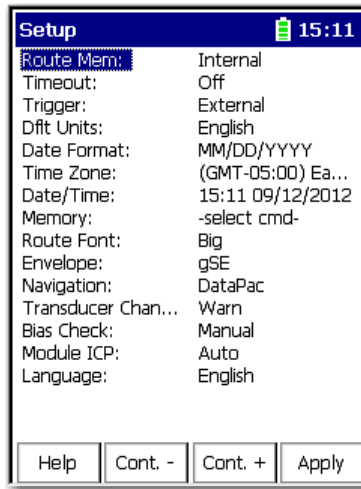 Setup 15:11
Route Mem: Internal
Timeout: Off
Trigger: External
Dflt Units: English
Date Format: MM/DD/YYYY
Time Zone: (GMT-05:00) Ea...
Date/Time: 15:11 09/12/2012
Memory: -select cmd-
Route Font: Big
Envelope: gSE
Navigation: DataPac
Transducer Chan... Warn
Bias Check: Manual
Module ICP: Auto
Language: English
Help Cont. - Cont. + Apply